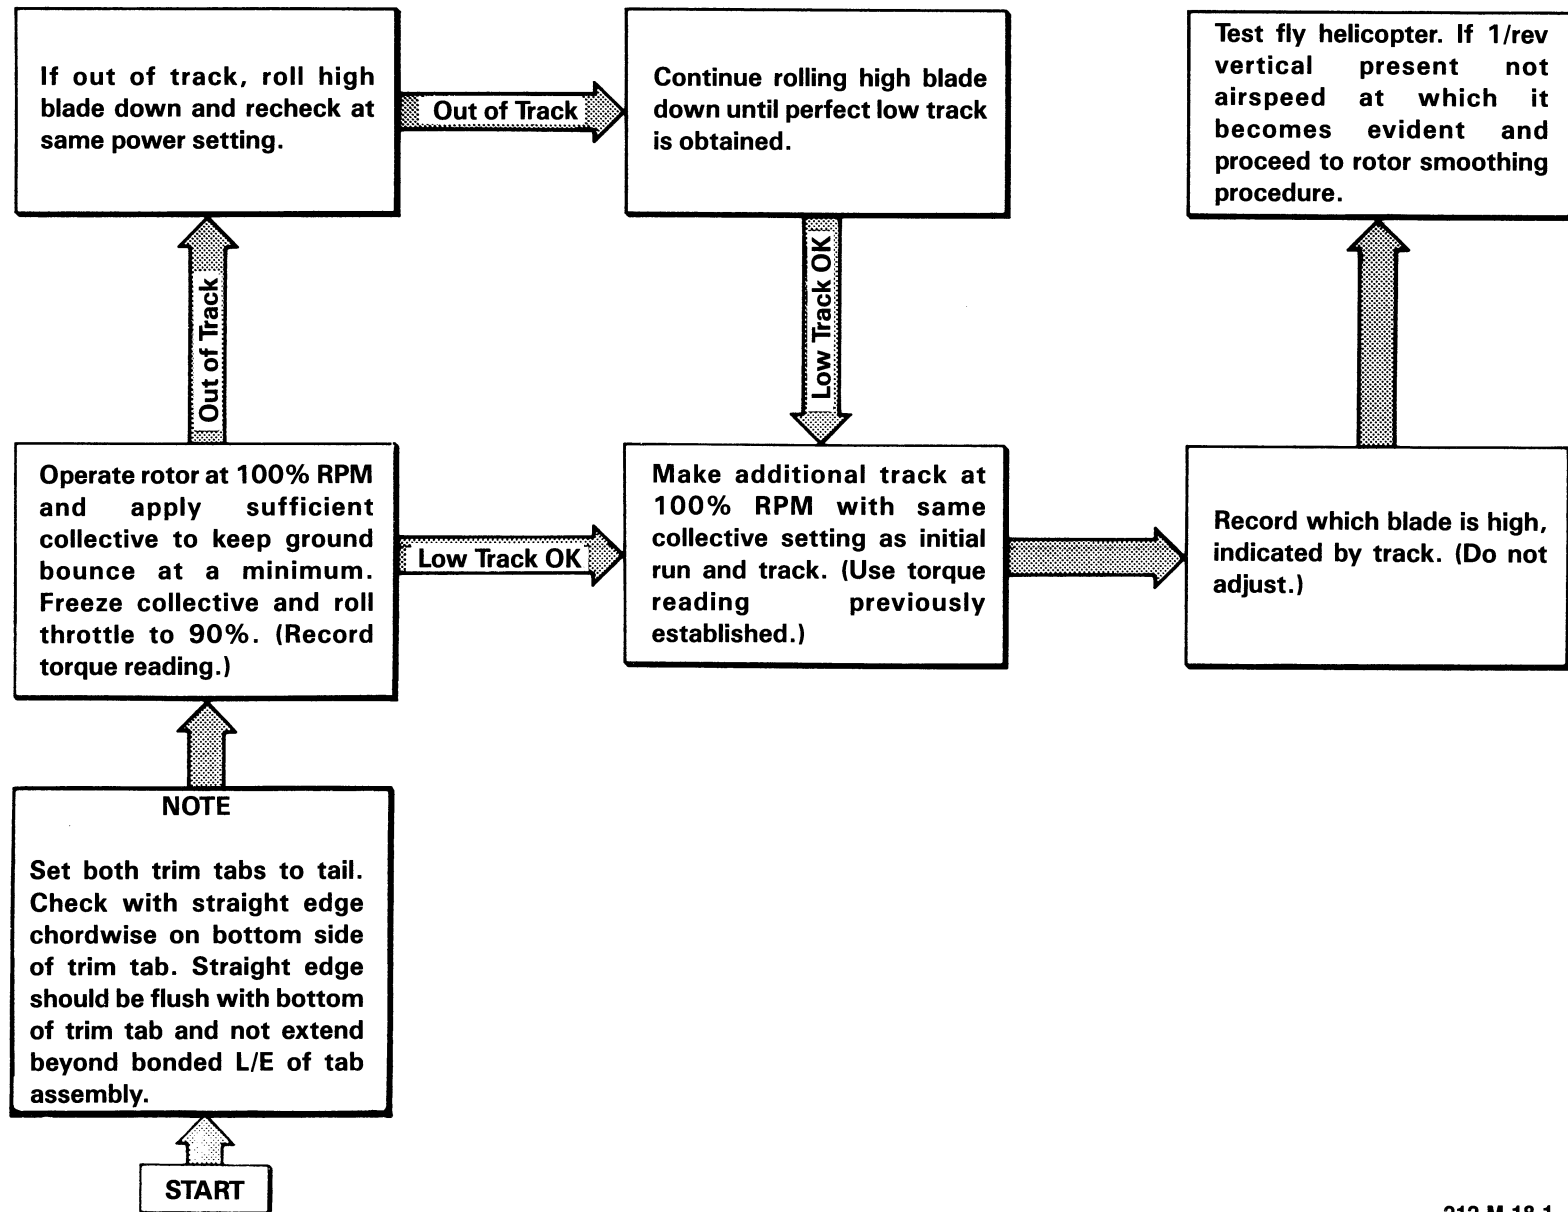 If out of track, roll high
blade down and recheck at
same power setting.
Out of Track
Continue rolling high blade
down until perfect low track
is obtained.
Test fly helicopter. If 1/rev
vertical present not
airspeed at which it
becomes evident and
proceed to rotor smoothing
procedure.
Out of Track
Low Track OK
Operate rotor at 100% RPM
and apply sufficient
collective to keep ground
bounce at a minimum.
Freeze collective and roll
throttle to 90%. (Record
torque reading.)
Low Track OK
Make additional track at
100% RPM with same
collective setting as initial
run and track. (Use torque
reading previously
established.)
Record which blade is high,
indicated by track. (Do not
adjust.)
NOTE
Set both trim tabs to tail.
Check with straight edge
chordwise on bottom side
of trim tab. Straight edge
should be flush with bottom
of trim tab and not extend
beyond bonded L/E of tab
assembly.
START
212-M-18-1